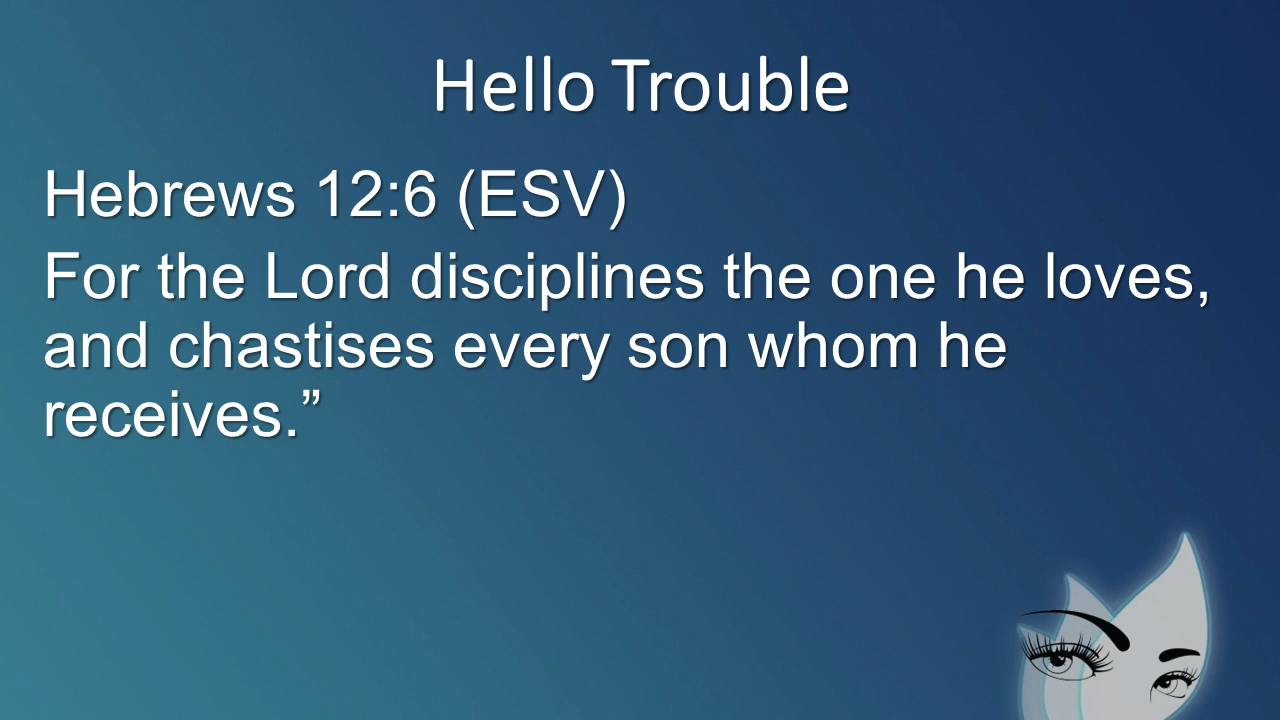 Hello Trouble
Hebrews 12:6 (ESV)
For the Lord disciplines the one he loves,
and chastises every son whom he
receives.”